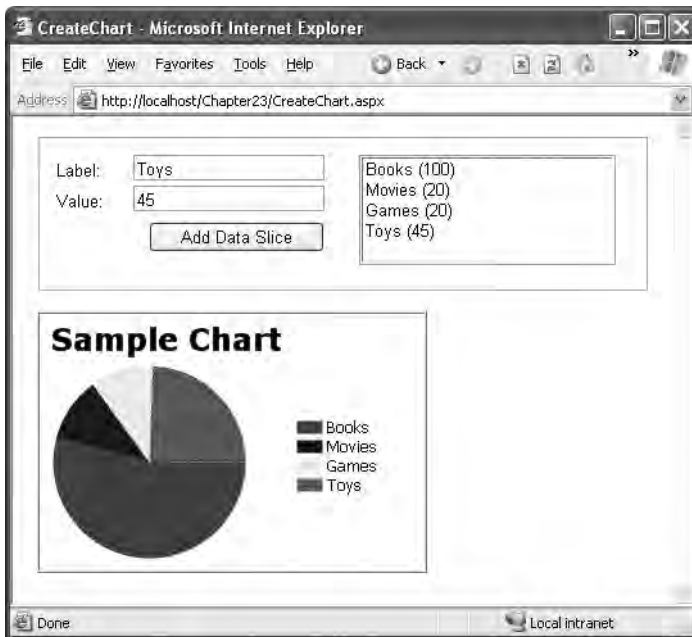 CreateChart - Microsoft Internet Explorer
File Edit View Favorites Tools Help Back »
Address http://localhost/Chapter23/CreateChart.aspx
Label: Toys
Value: 45
Add Data Slice
Books (100)
Movies (20)
Games (20)
Toys (45)
Sample Chart
Books
Movies
Games
Toys
Done Local intranet